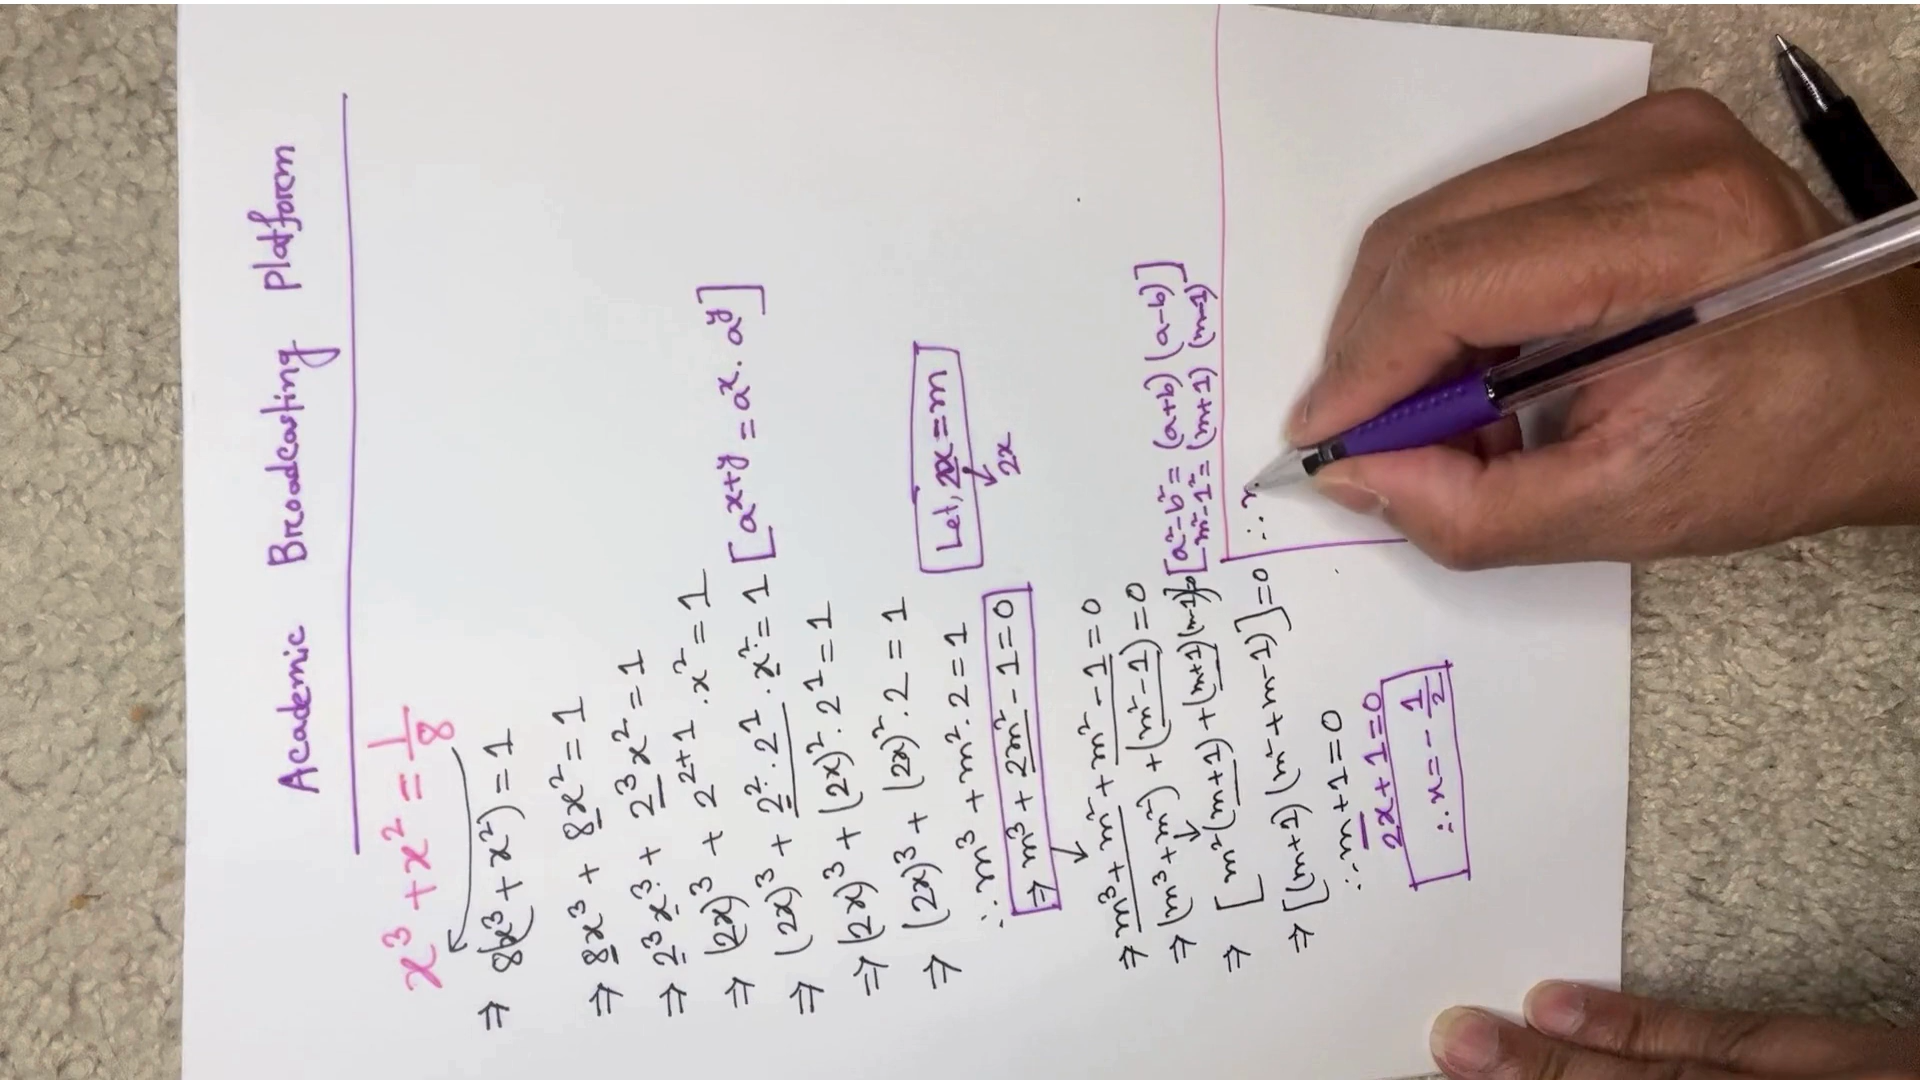 Academic Broadcasting platform
x³ + x² = 1/8
⇒ 8(x³ + x²) = 1
⇒ 8x³ + 8x² = 1
⇒ 2³x³ + 2³x² = 1
⇒ (2x)³ + 2²⁺¹ . x² = 1
⇒ (2x)³ + 2² . 2¹ . x² = 1 [aˣ⁺ʸ = aˣ . aʸ]
⇒ (2x)³ + (2x)² . 2¹ = 1
⇒ (2x)³ + (2x)² . 2 = 1
∴ m³ + m² . 2 = 1 Let, 2x = m
2x
⇒ m³ + 2m² - 1 = 0
⇒ m³ + m² + m² - 1 = 0
⇒ (m³ + m²) + (m² - 1) = 0
⇒ [m²(m+1) + (m+1)(m-1)]=0 [a² - b² = (a+b) (a-b)]
m² - 1² = (m+1) (m-1)
⇒ [(m+1) (m² + m - 1)] = 0
∴ m + 1 = 0
2x + 1 = 0
∴ x = - 1/2
∴